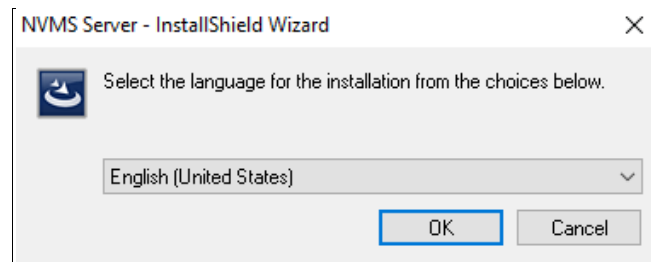 NVMS Server - InstallShield Wizard
Select the language for the installation from the choices below.
English (United States)
OK Cancel